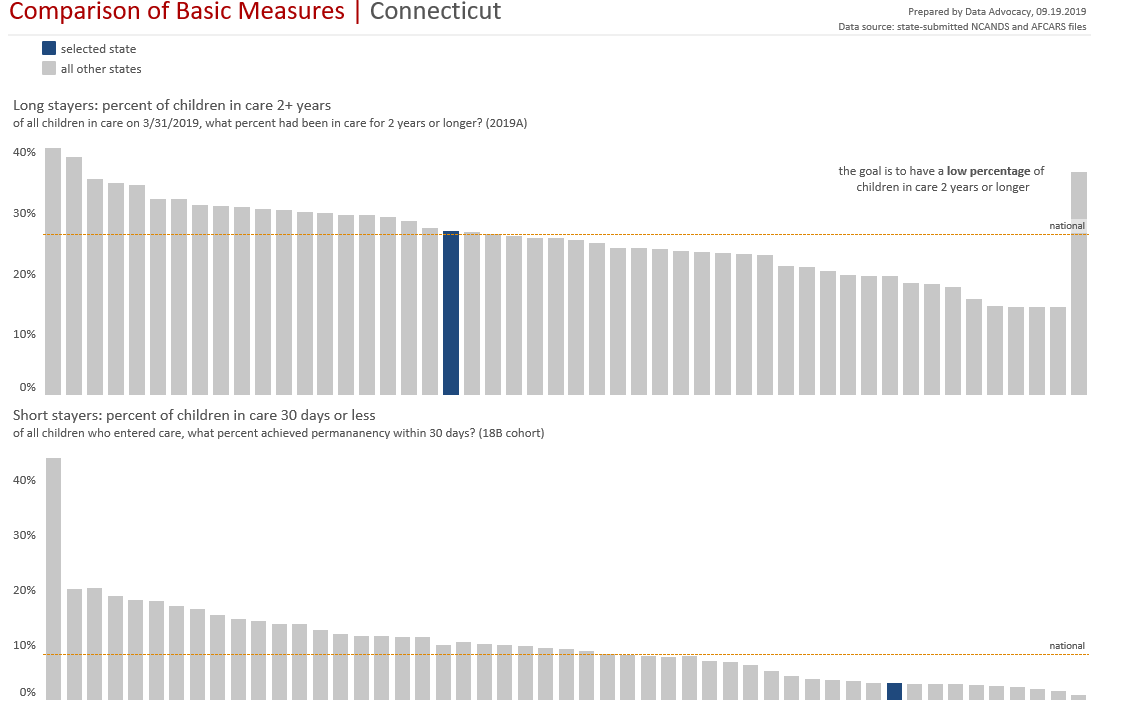 Comparison of Basic Measures | Connecticut
Prepared by Data Advocacy, 09.19.2019
Data source: state-submitted NCANDS and AFCARS files
selected state
all other states
Long stayers: percent of children in care 2+ years
of all children in care on 3/31/2019, what percent had been in care for 2 years or longer? (2019A)
40%
the goal is to have a low percentage of
children in care 2 years or longer
30%
national
20%
10%
0%
Short stayers: percent of children in care 30 days or less
of all children who entered care, what percent achieved permananency within 30 days? (18B cohort)
40%
30%
20%
10%
national
0%